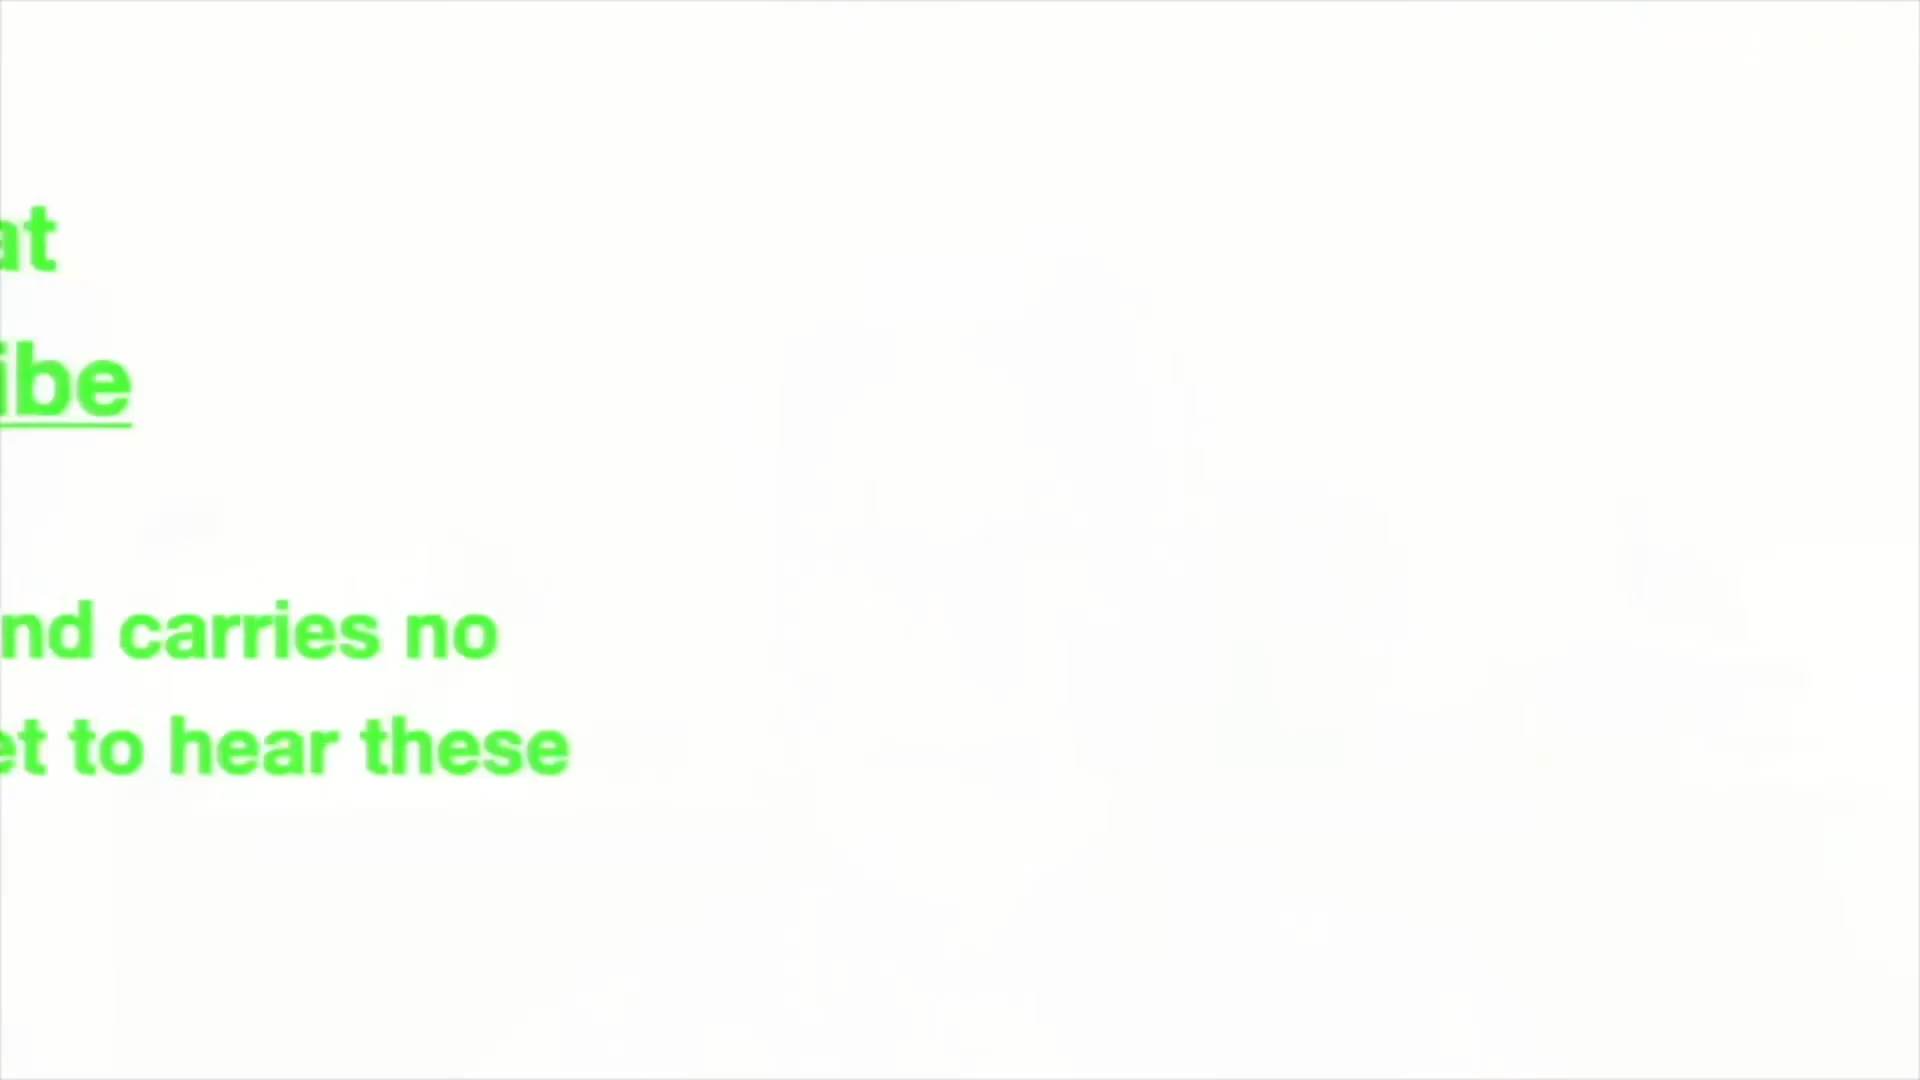 at
ibe
nd carries no
et to hear these